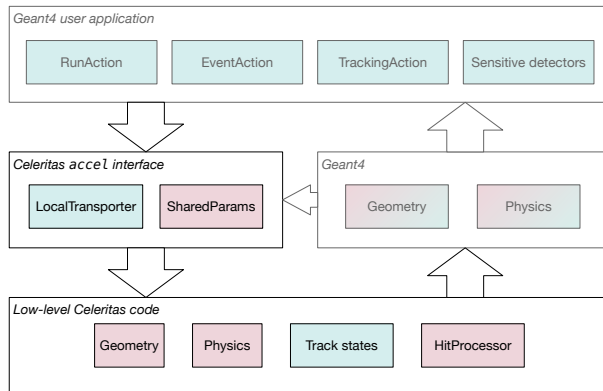 Geant4 user application
RunAction
EventAction
TrackingAction
Sensitive detectors
Celeritas accel interface
LocalTransporter
SharedParams
Geant4
Geometry
Physics
Low-level Celeritas code
Geometry
Physics
Track states
HitProcessor